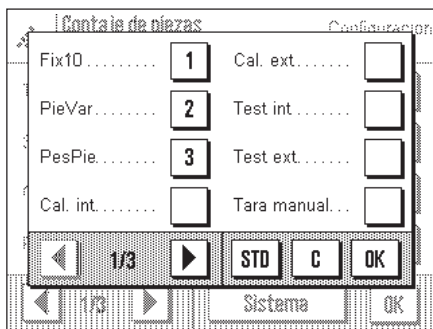 Contaje de piezas Configuracion
Fix10......... 1 Cal. ext.......
PieVar........ 2 Test int.......
PesPie........ 3 Test ext.......
Cal. int........ Tara manual...
1/3 STD C OK
1/3 Sistema OK